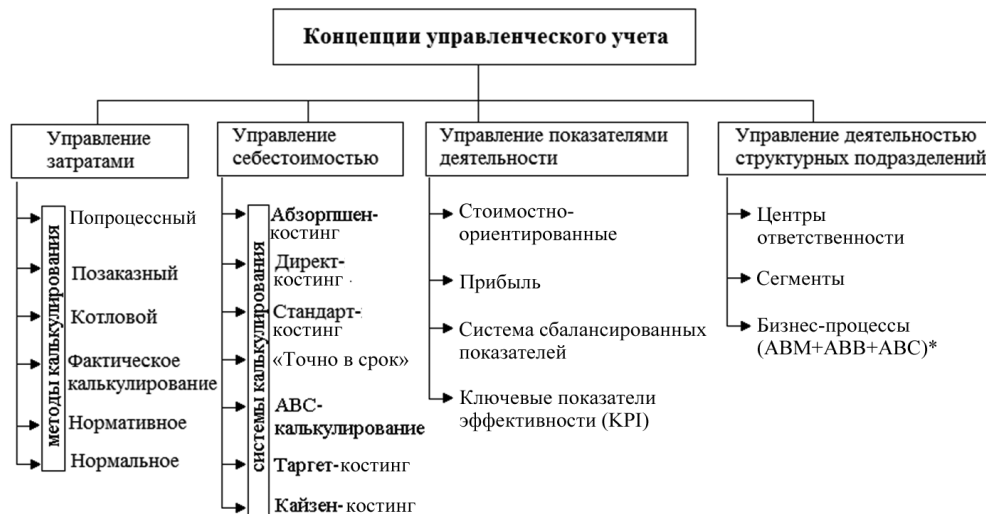 Концепции управленческого учета
Управление
затратами
методы калькулирования
Попроцессный
Позаказный
Котловой
Фактическое
калькулирование
Нормативное
Нормальное
Управление
себестоимостью
системы калькулирования
Абзорпшен-
костинг
Директ-
костинг
Стандарт-
костинг
«Точно в срок»
АВС-
калькулирование
Таргет-костинг
Кайзен- костинг
Управление показателями
деятельности
Стоимостно-
ориентированные
Прибыль
Система сбалансированных
показателей
Ключевые показатели
эффективности (KPI)
Управление деятельностью
структурных подразделений
Центры
ответственности
Сегменты
Бизнес-процессы
(ABM+ABB+ABC)*